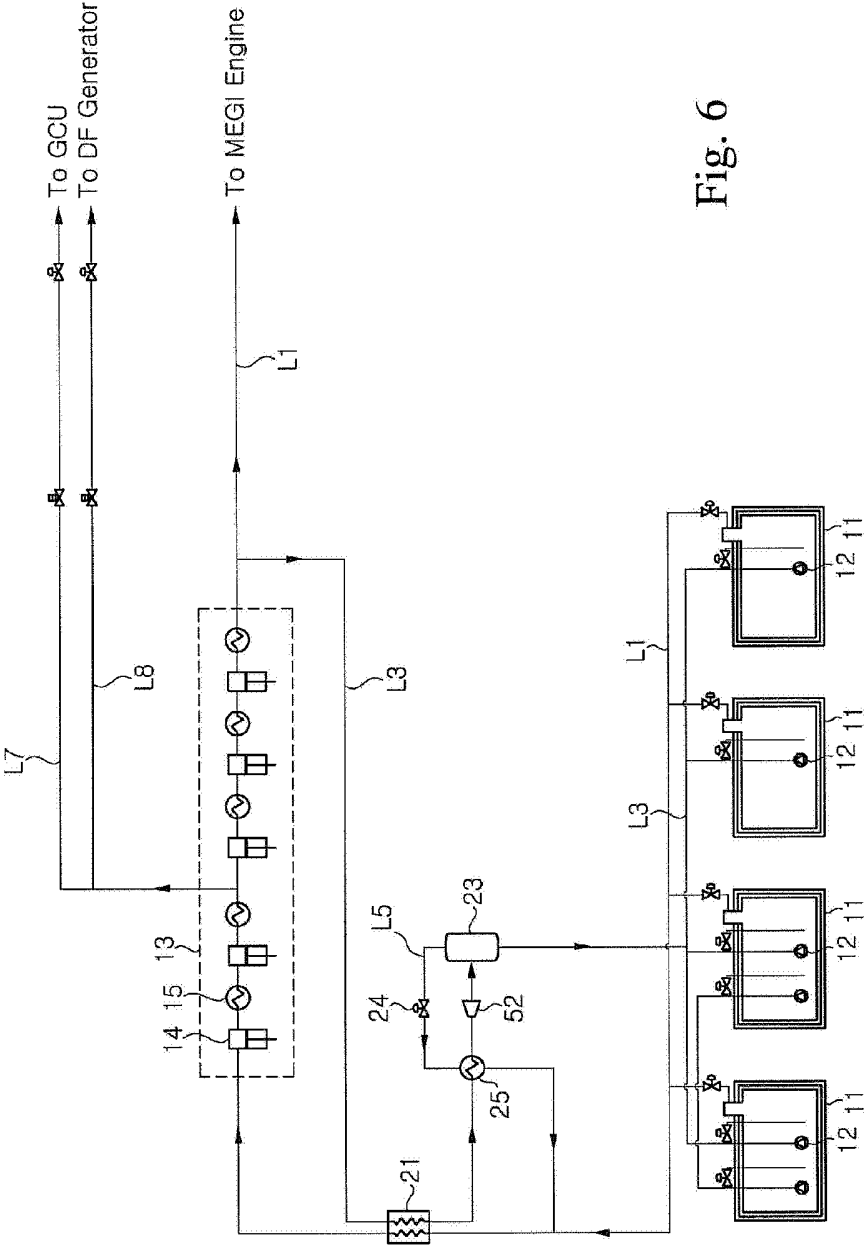 To GCU
To DF Generator
To MEGI Engine
Fig. 6
L1
L7
L8
L3
13
15
14
L1
L3
L5
23
24
52
25
21
11
12
11
12
11
12
11
12